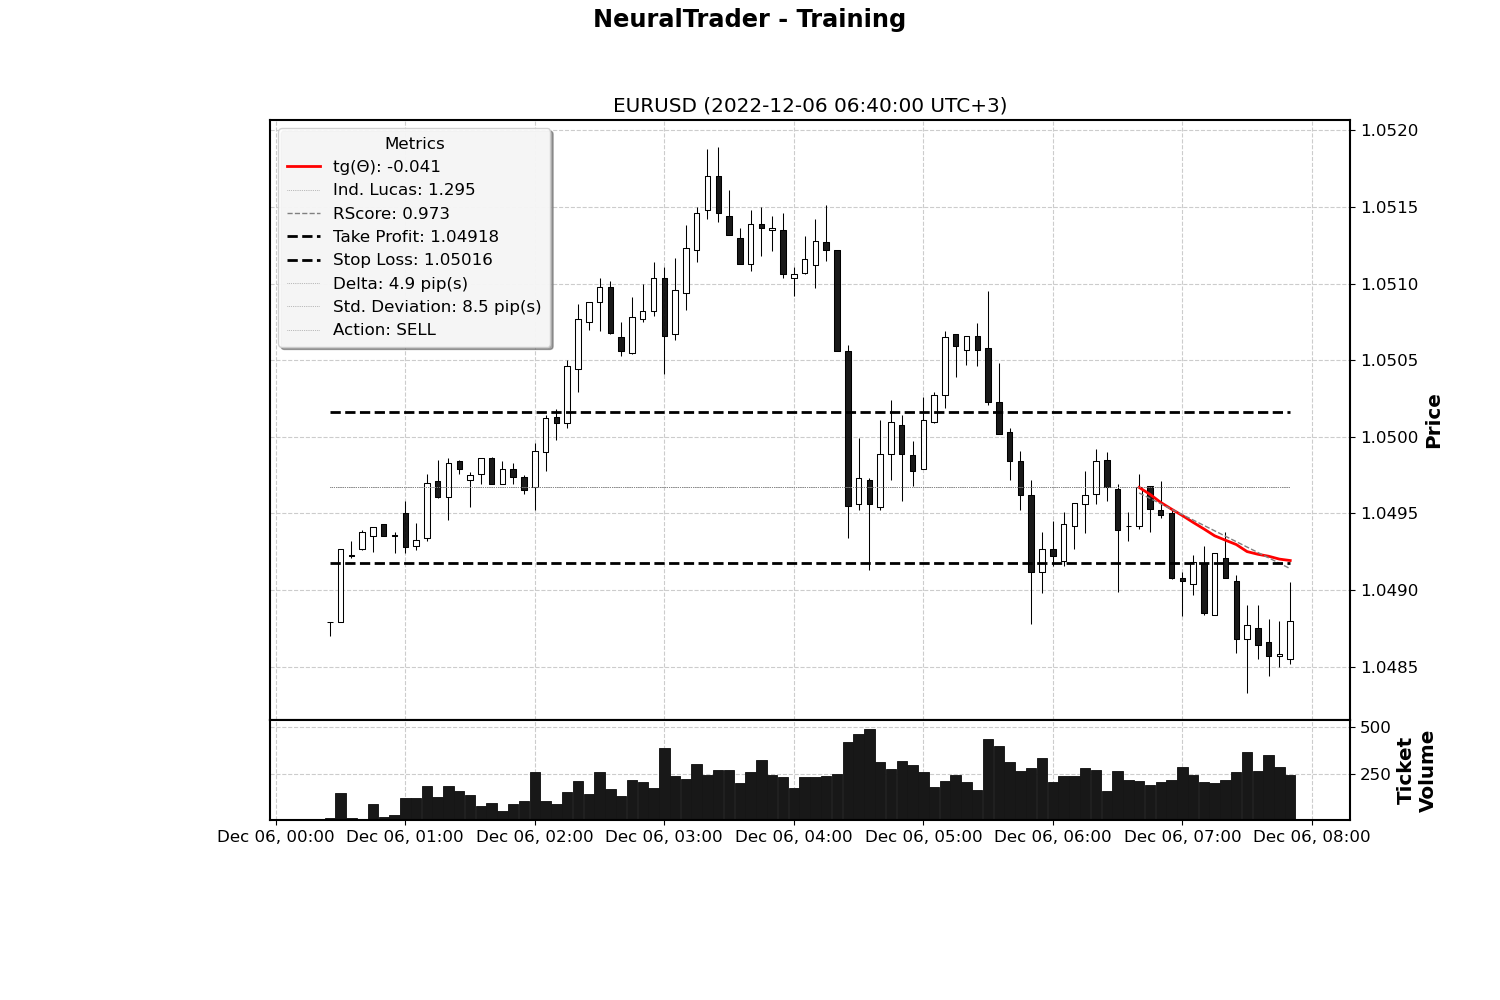 NeuralTrader - Training
EURUSD (2022-12-06 06:40:00 UTC+3)
Metrics
tg(Θ): -0.041
Ind. Lucas: 1.295
RScore: 0.973
Take Profit: 1.04918
Stop Loss: 1.05016
Delta: 4.9 pip(s)
Std. Deviation: 8.5 pip(s)
Action: SELL
1.0520
1.0515
1.0510
1.0505
1.0500
1.0495
1.0490
1.0485
Price
500
250
Ticket
Volume
Dec 06, 00:00 Dec 06, 01:00 Dec 06, 02:00 Dec 06, 03:00 Dec 06, 04:00 Dec 06, 05:00 Dec 06, 06:00 Dec 06, 07:00 Dec 06, 08:00